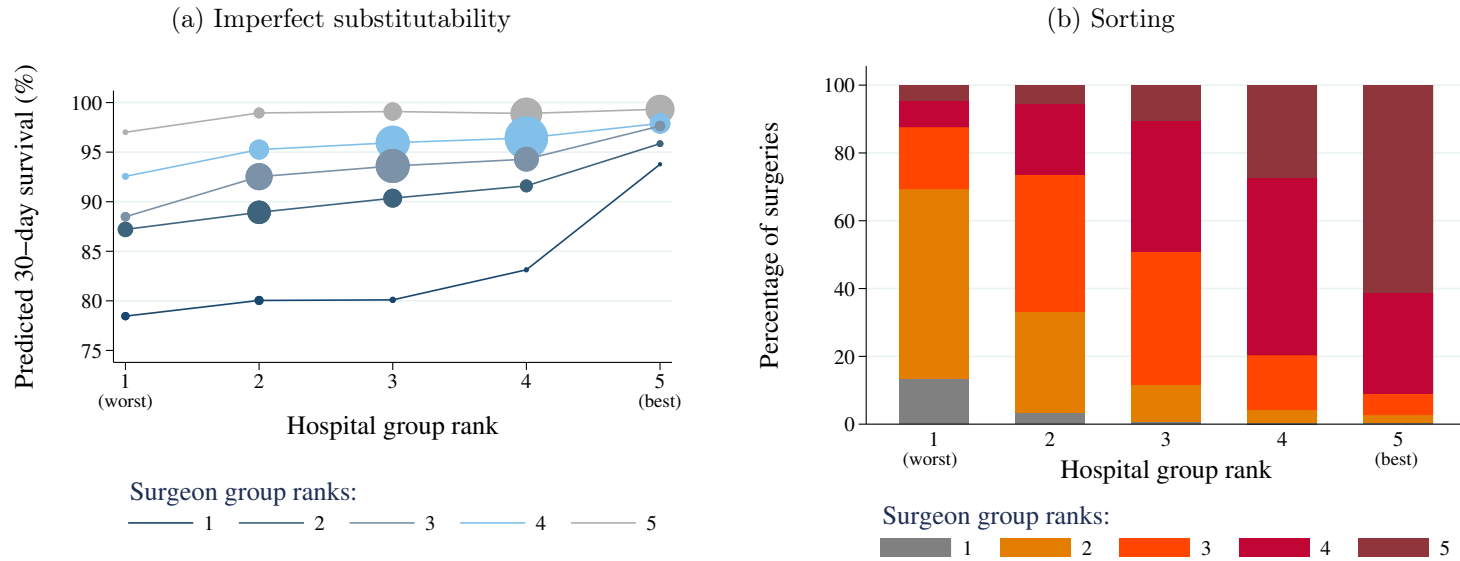 (a) Imperfect substitutability
Predicted 30–day survival (%)
100
95
90
85
80
75
1 2 3 4 5
(worst) (best)
Hospital group rank
Surgeon group ranks:
1 2 3 4 5
(b) Sorting
Percentage of surgeries
100
80
60
40
20
0
1 2 3 4 5
(worst) (best)
Hospital group rank
Surgeon group ranks:
1 2 3 4 5